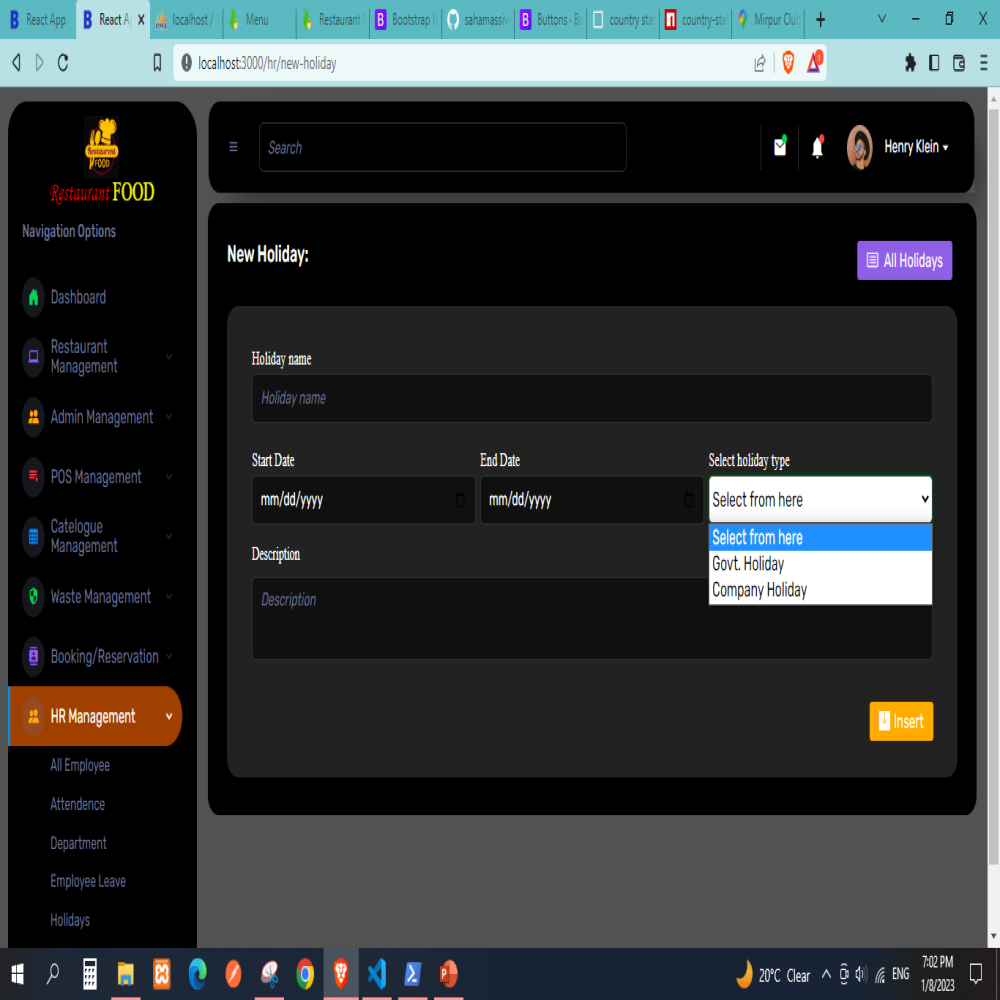 React App
React A
localhost /
Menu
Restaurant
Bootstrap
sahamassiv
Buttons · Bo
country sta
country-sta
Mirpur Club
localhost:3000/hr/new-holiday
Restaurant
FOOD
Restaurant FOOD
Navigation Options
Dashboard
Restaurant
Management
Admin Management
POS Management
Catelogue
Management
Waste Management
Booking/Reservation
HR Management
All Employee
Attendence
Department
Employee Leave
Holidays
Search
Henry Klein
New Holiday:
All Holidays
Holiday name
Holiday name
Start Date
End Date
Select holiday type
mm/dd/yyyy
mm/dd/yyyy
Select from here
Select from here
Govt. Holiday
Company Holiday
Description
Description
Insert
20°C Clear
ENG
7:02 PM
1/8/2023